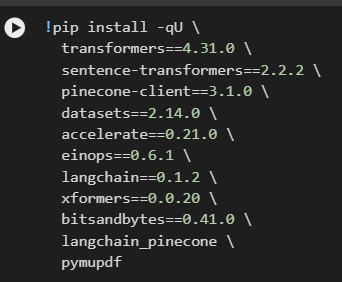 !pip install -qU \
transformers==4.31.0 \
sentence-transformers==2.2.2 \
pinecone-client==3.1.0 \
datasets==2.14.0 \
accelerate==0.21.0 \
einops==0.6.1 \
langchain==0.1.2 \
xformers==0.0.20 \
bitsandbytes==0.41.0 \
langchain_pinecone \
pymupdf